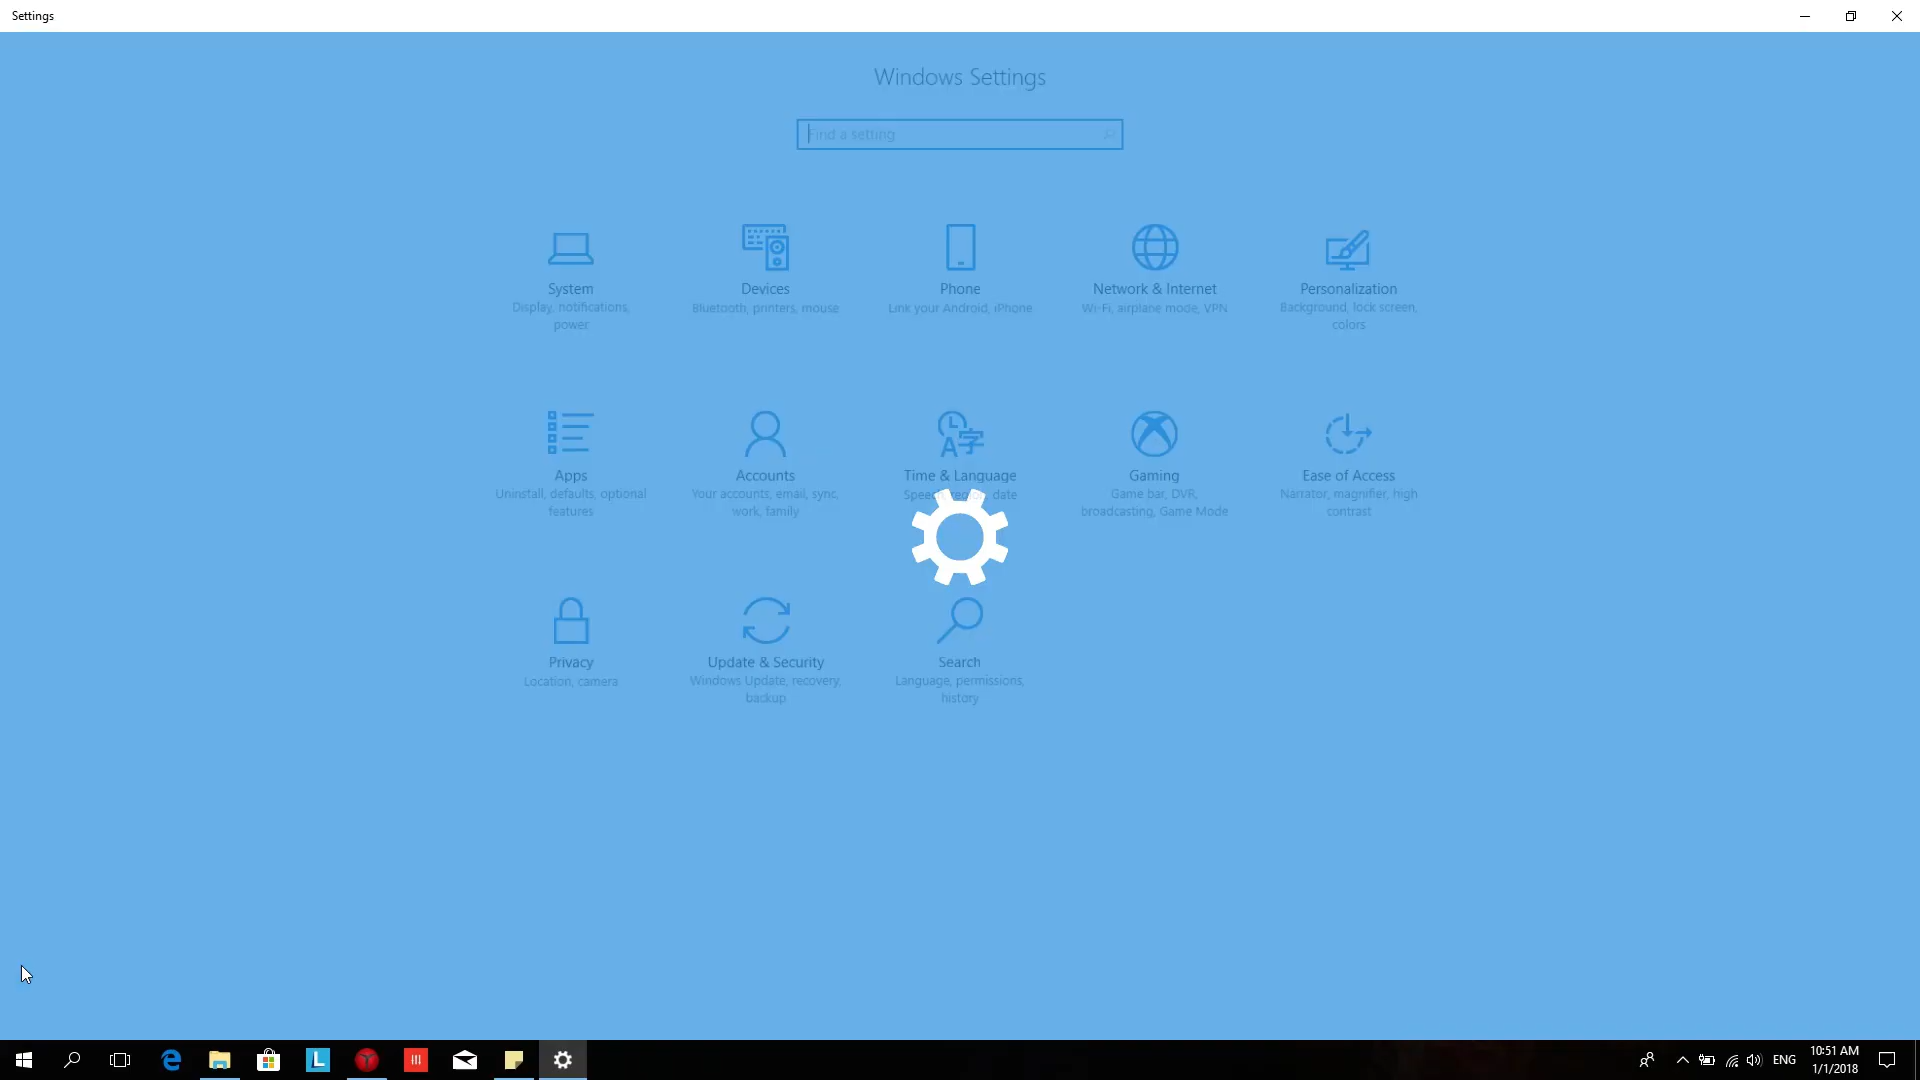 Settings
Windows Settings
Find a setting
System
Display, notifications,
power
Devices
Bluetooth, printers, mouse
Phone
Link your Android, iPhone
Network & Internet
Wi-Fi, airplane mode, VPN
Personalization
Background, lock screen,
colors
Apps
Uninstall, defaults, optional
features
Accounts
Your accounts, email, sync,
work, family
Time & Language
Speech, region, date
Gaming
Game bar, DVR,
broadcasting, Game Mode
Ease of Access
Narrator, magnifier, high
contrast
Privacy
Location, camera
Update & Security
Windows Update, recovery,
backup
Search
Language, permissions,
history
L
ENG
10:51 AM
1/1/2018